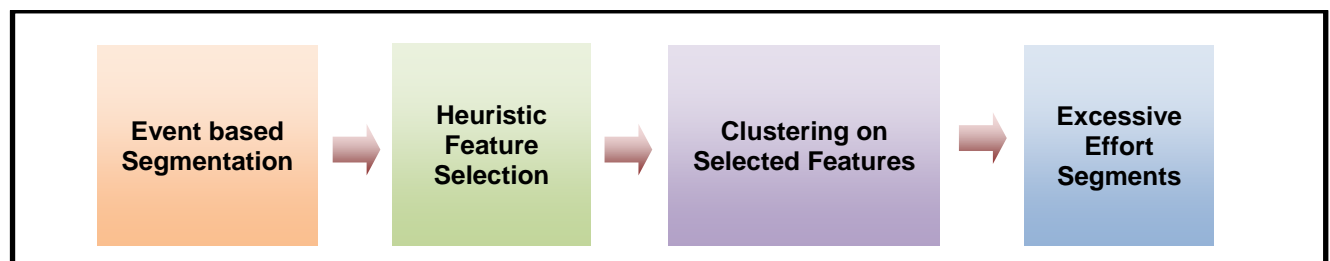 Event based
Segmentation
Heuristic
Feature
Selection
Clustering on
Selected Features
Excessive
Effort
Segments